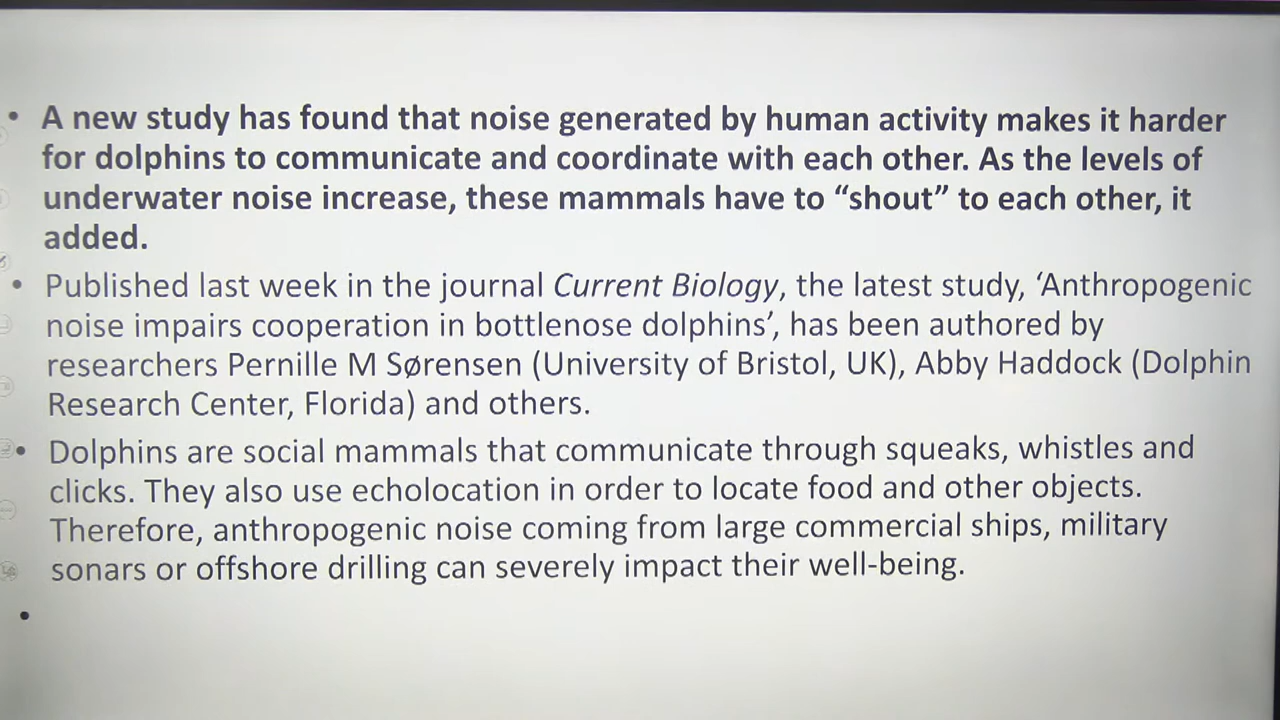 • A new study has found that noise generated by human activity makes it harder
for dolphins to communicate and coordinate with each other. As the levels of
underwater noise increase, these mammals have to “shout” to each other, it
added.
• Published last week in the journal Current Biology, the latest study, ‘Anthropogenic
noise impairs cooperation in bottlenose dolphins’, has been authored by
researchers Pernille M Sørensen (University of Bristol, UK), Abby Haddock (Dolphin
Research Center, Florida) and others.
• Dolphins are social mammals that communicate through squeaks, whistles and
clicks. They also use echolocation in order to locate food and other objects.
Therefore, anthropogenic noise coming from large commercial ships, military
sonars or offshore drilling can severely impact their well-being.
•